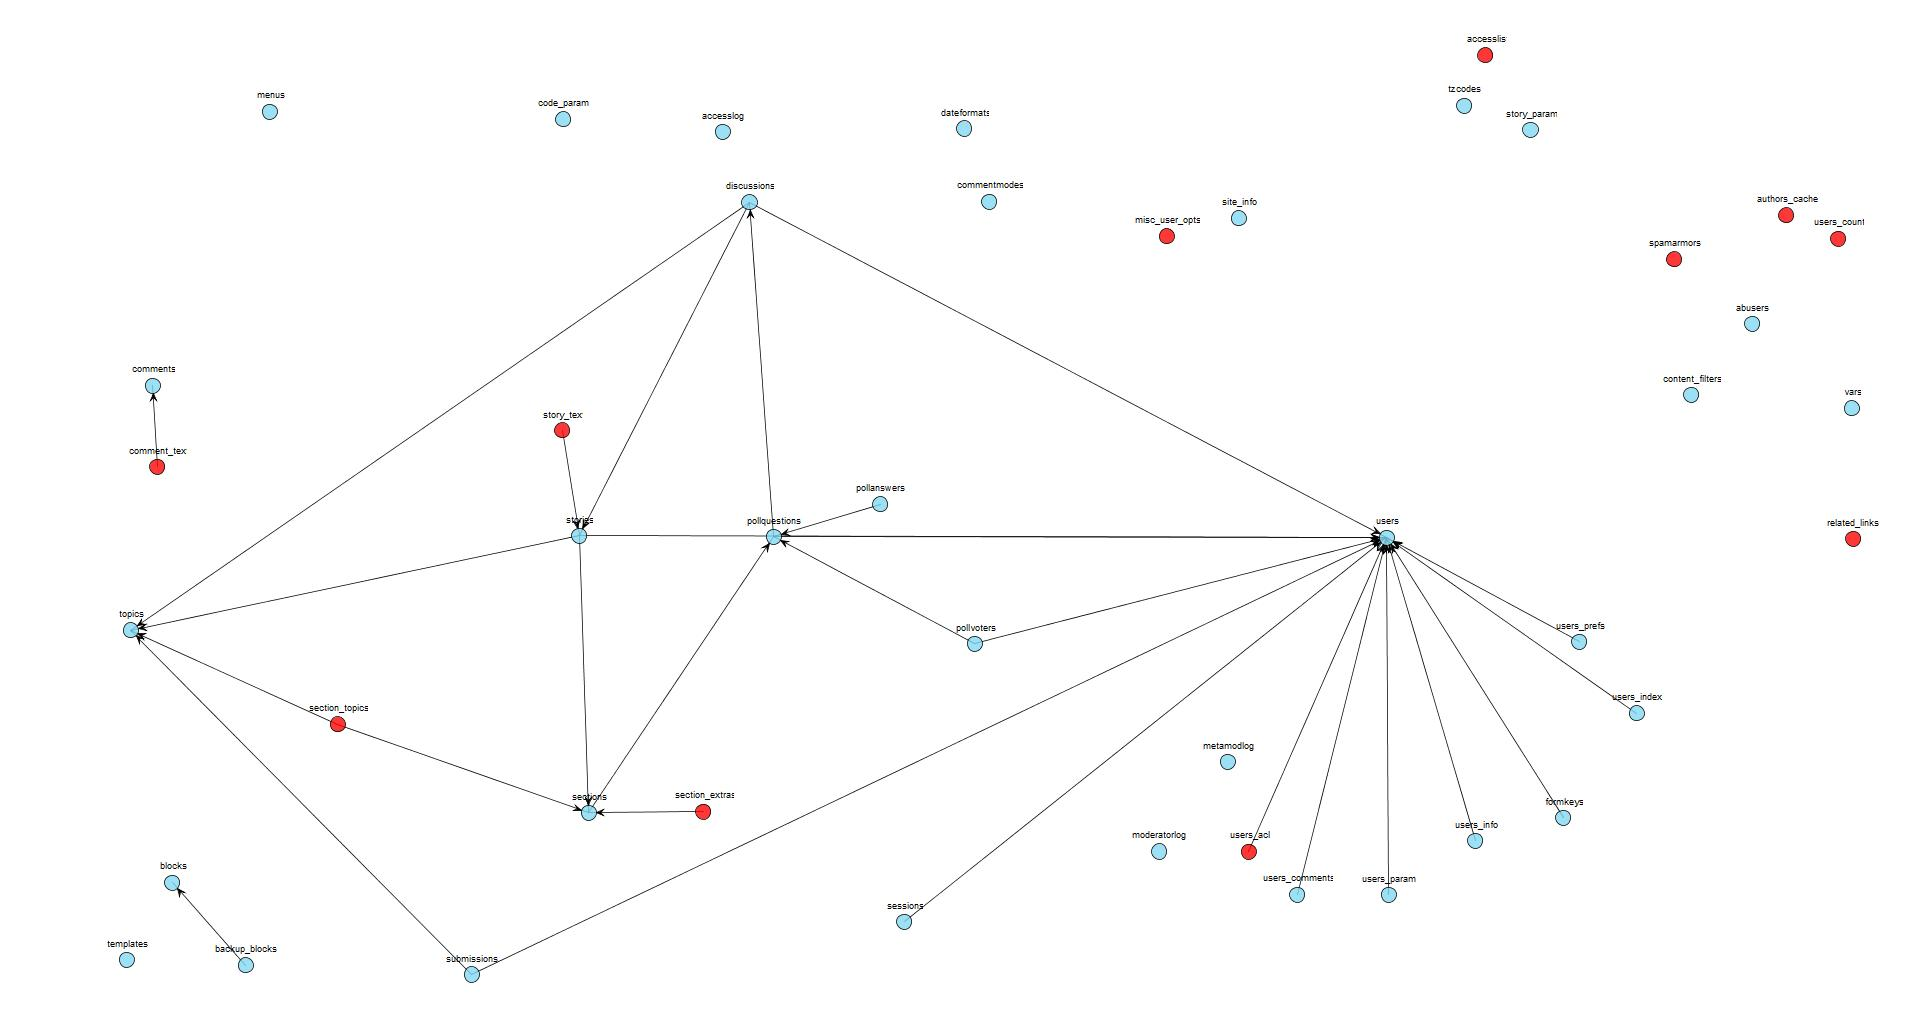 accesslis
tzcodes
menus
code_param
story_param
accesslog
dateformats
discussions
commentmodes
authors_cache
site_info
misc_user_opts
users_count
spamarmors
abusers
comments
content_filters
vars
story_tex
comment_tex
pollanswers
stories
pollquestions
users
related_links
topics
pollvoters
users_prefs
users_index
section_topics
metamodlog
sections
section_extras
formkeys
users_info
moderatorlog
users_acl
blocks
users_comments
users_param
sessions
templates
backup_blocks
submissions